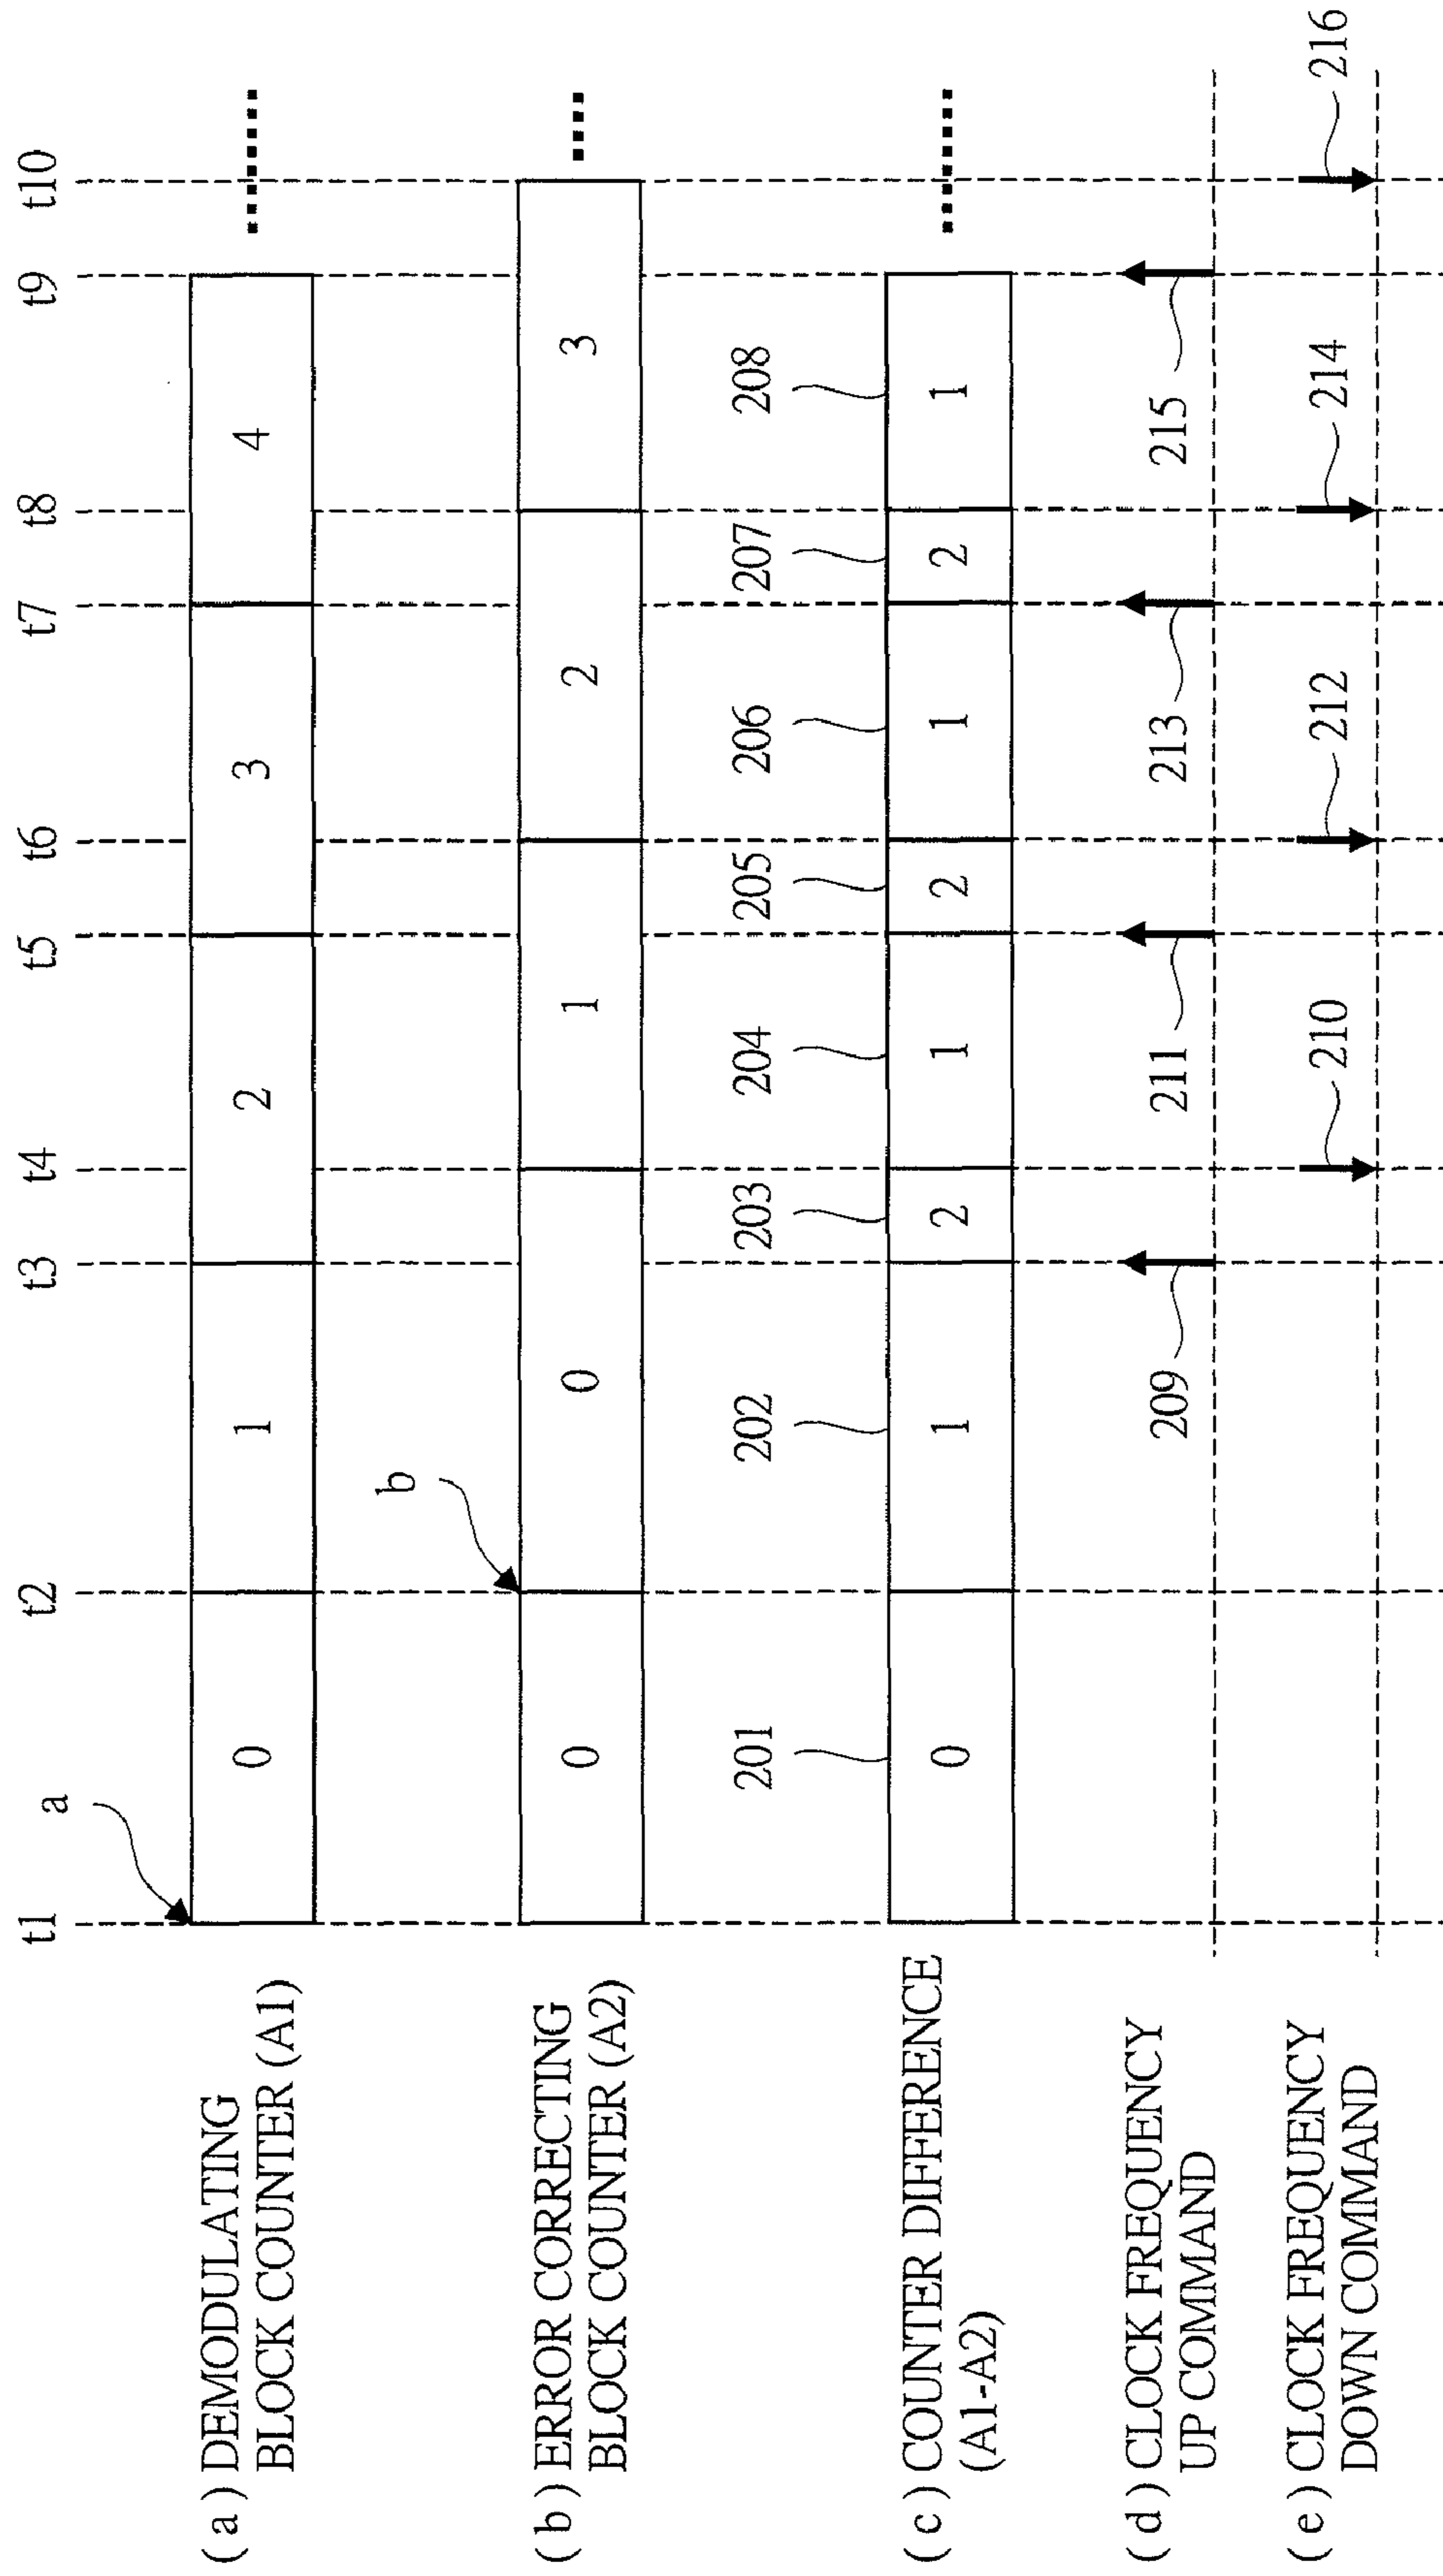 t1 t2 t3 t4 t5 t6 t7 t8 t9 t10
a
( a ) DEMODULATING
BLOCK COUNTER (A1)
0 1 2 3 4
b
( b ) ERROR CORRECTING
BLOCK COUNTER (A2)
0 0 1 2 3
201 202 203 204 205 206 207 208
( c ) COUNTER DIFFERENCE
(A1-A2)
0 1 2 1 2 1 2 1
( d ) CLOCK FREQUENCY
UP COMMAND
209 211 213 215
( e ) CLOCK FREQUENCY
DOWN COMMAND
210 212 214 216